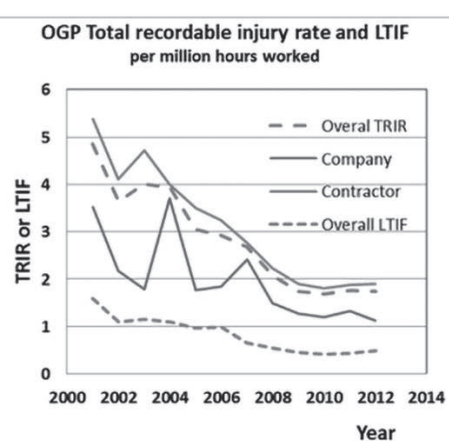 OGP Total recordable injury rate and LTIF
per million hours worked
6
5
4
3
2
1
0
TRIR or LTIF
Overal TRIR
Company
Contractor
Overall LTIF
2000 2002 2004 2006 2008 2010 2012 2014
Year